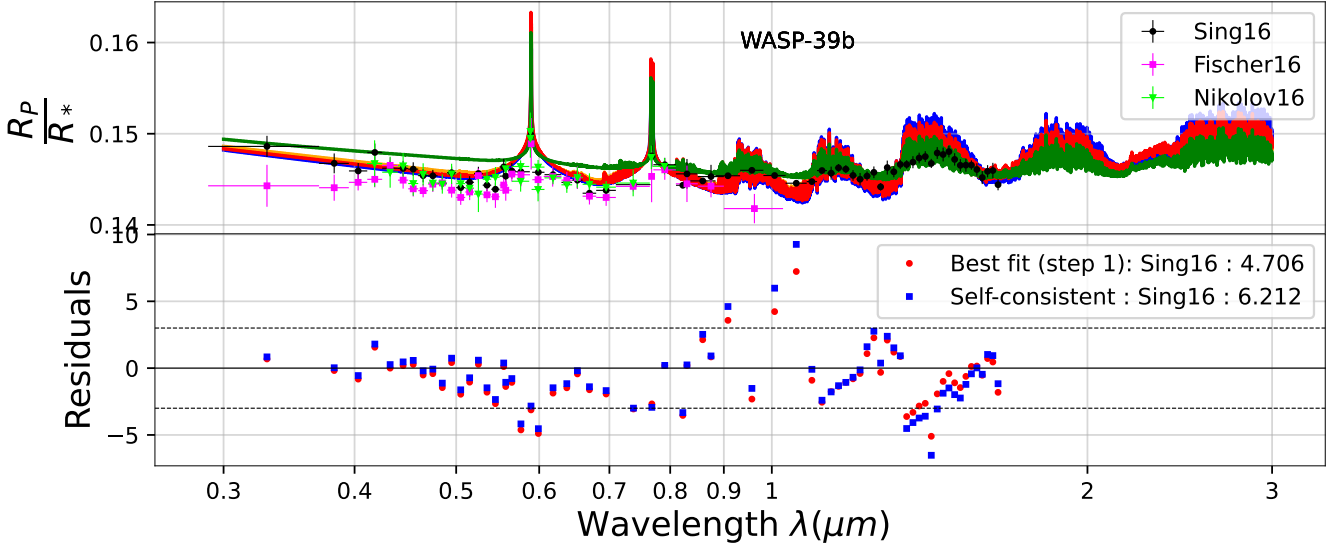 0.16
0.15
0.14
R_P
R*
WASP-39b
Sing16
Fischer16
Nikolov16
10
5
0
−5
Residuals
Best fit (step 1): Sing16 : 4.706
Self-consistent : Sing16 : 6.212
0.3 0.4 0.5 0.6 0.7 0.8 0.9 1 2 3
Wavelength λ(μm)